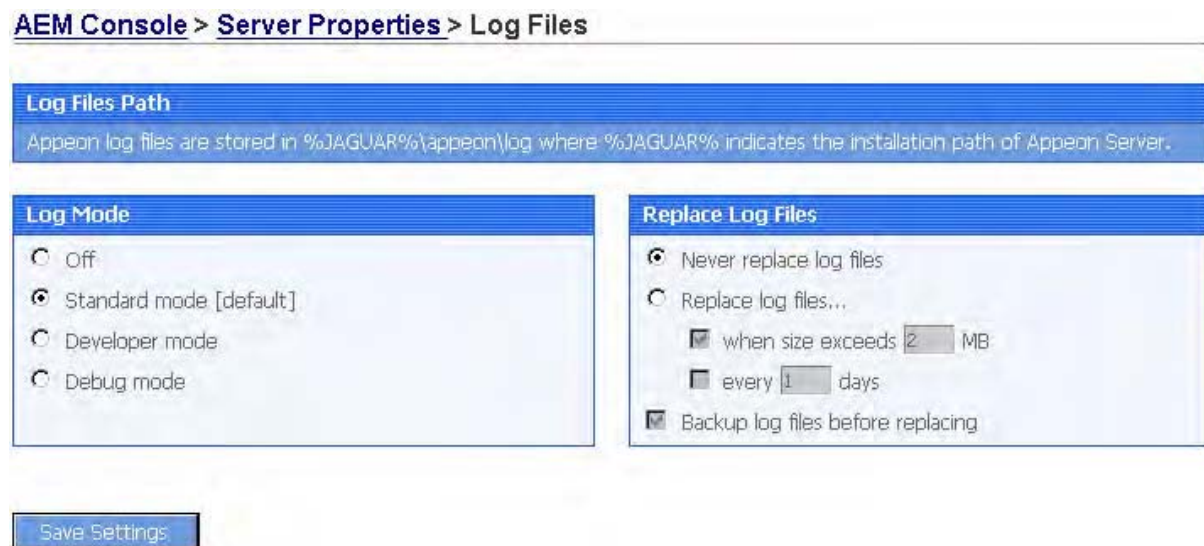 AEM Console > Server Properties > Log Files
Log Files Path
Appeon log files are stored in %JAGUAR%\appeon\log where %JAGUAR% indicates the installation path of Appeon Server.
Log Mode
Off
Standard mode [default]
Developer mode
Debug mode
Replace Log Files
Never replace log files
Replace log files...
when size exceeds 2 MB
every 1 days
Backup log files before replacing
Save Settings